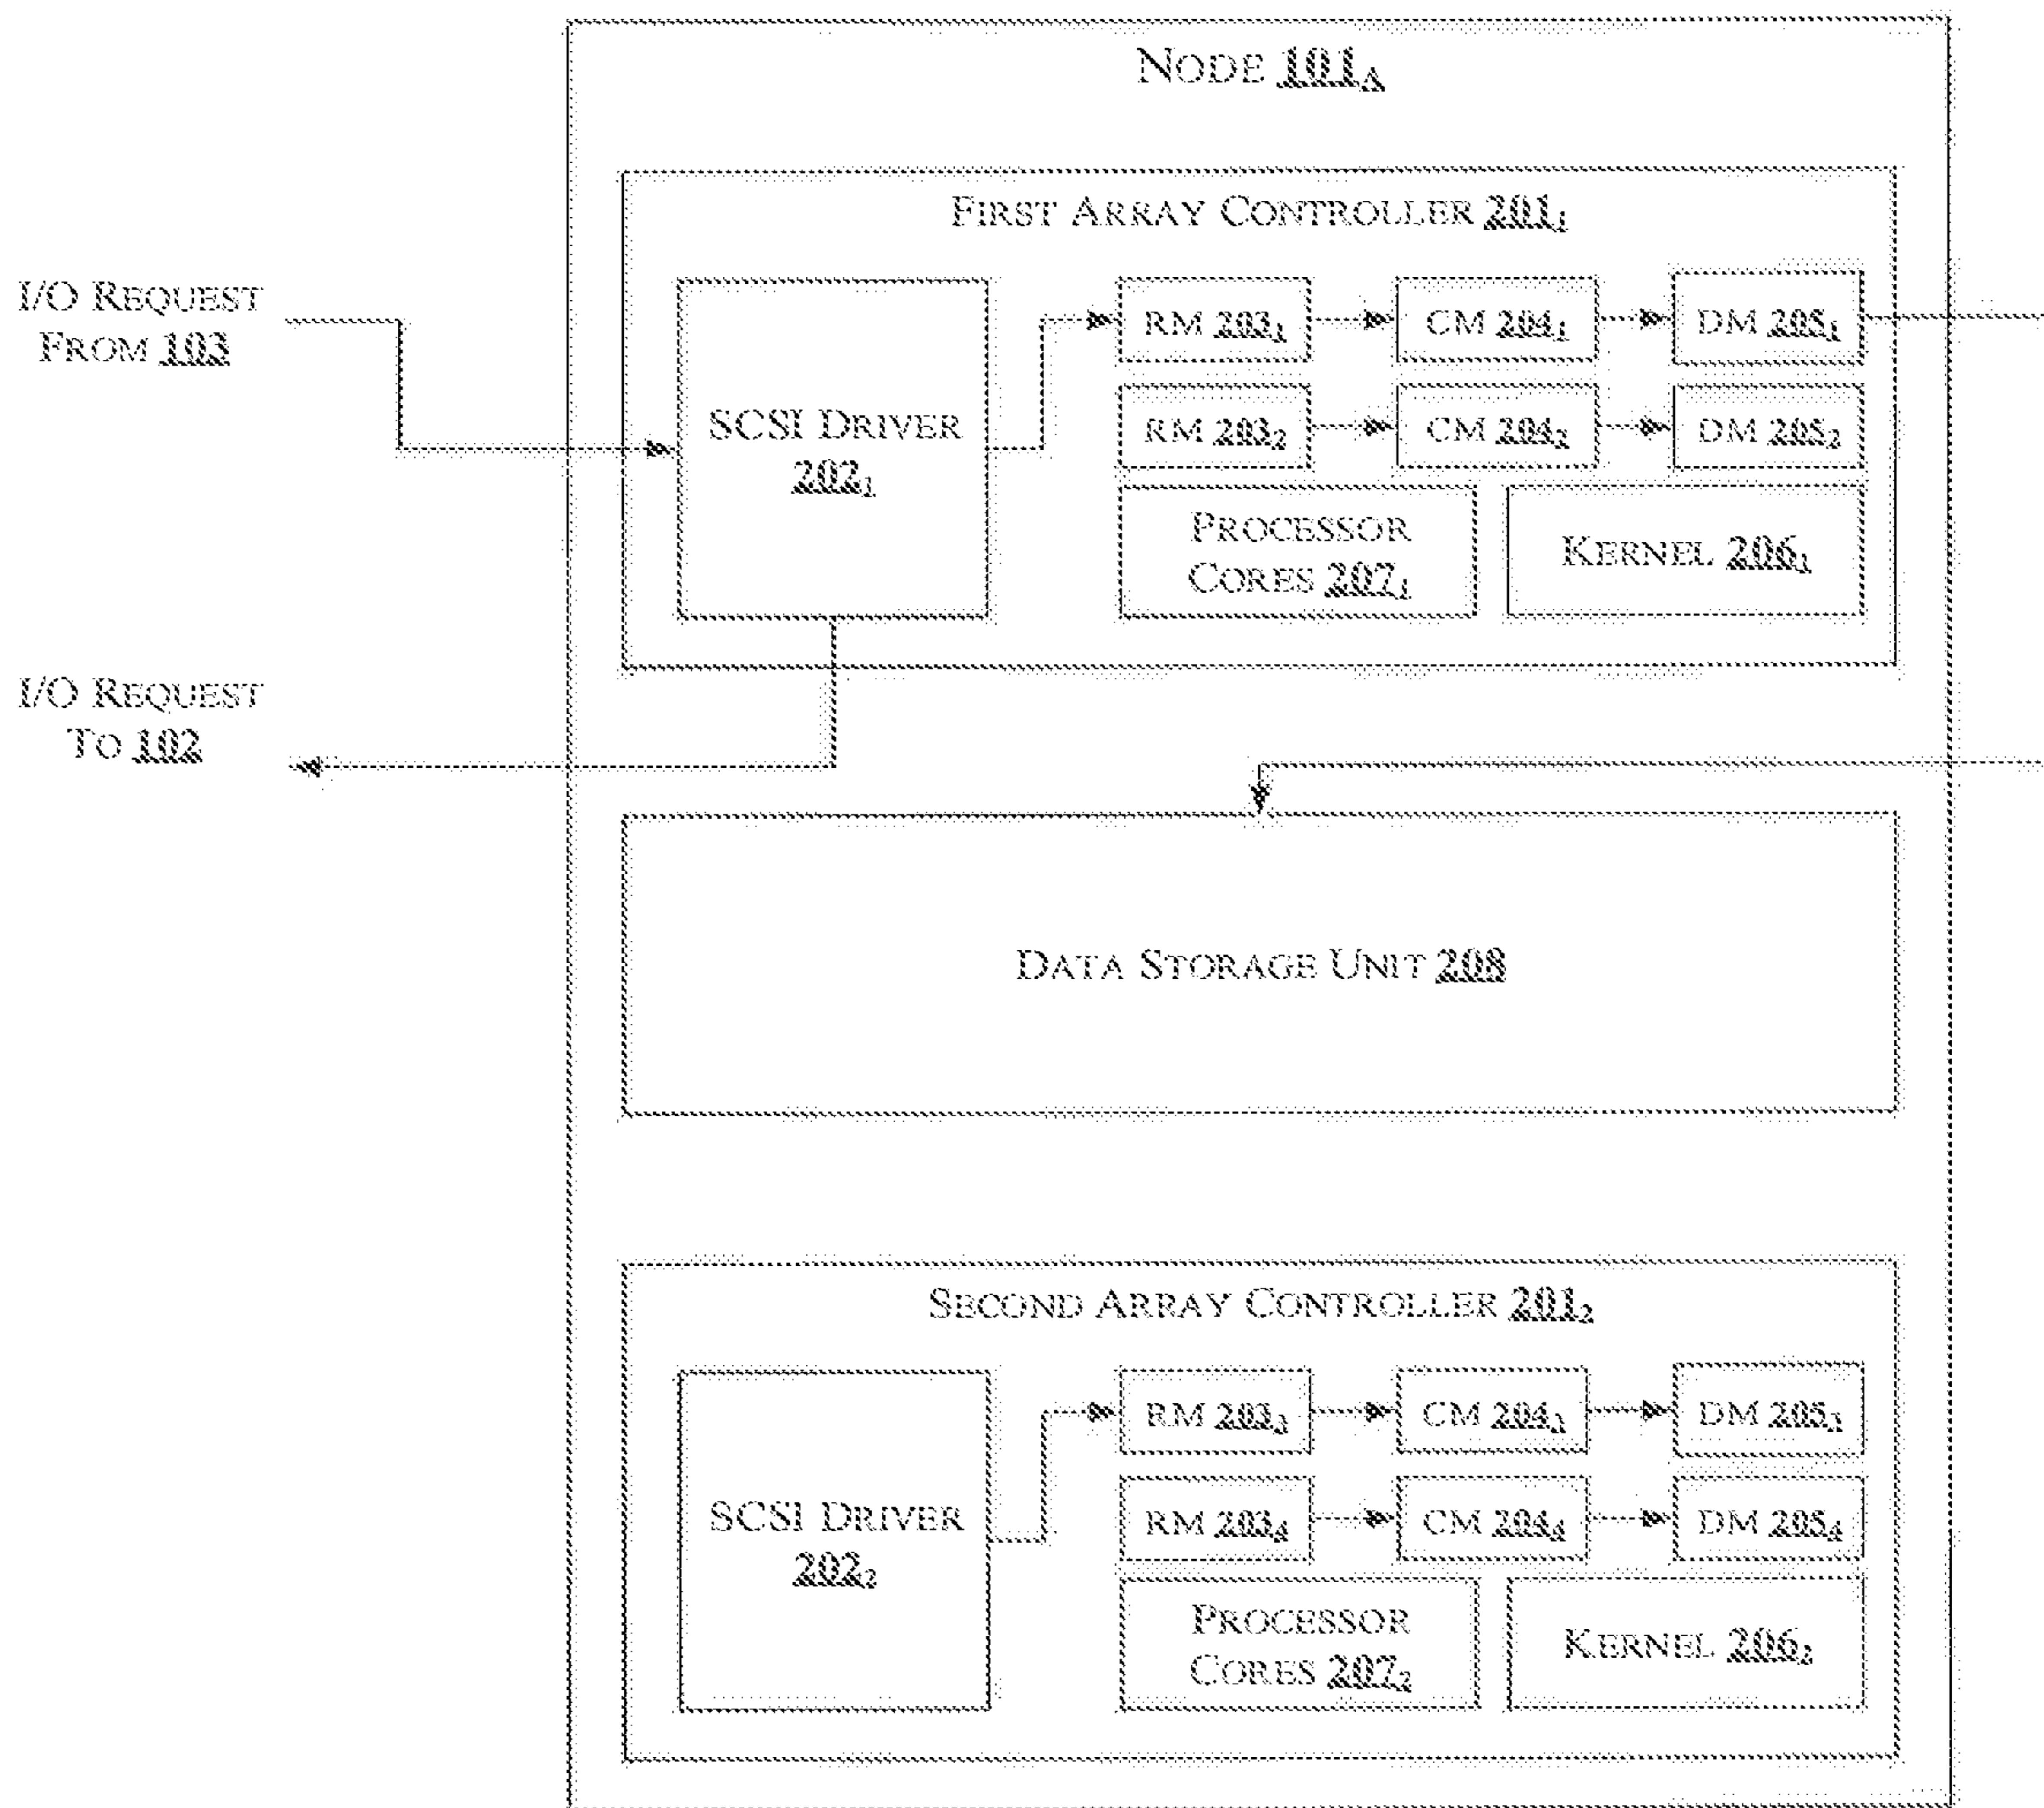 NODE 101A
FIRST ARRAY CONTROLLER 2011
I/O REQUEST
FROM 103
SCSI DRIVER
2021
RM 2031
CM 2041
DM 2051
RM 2032
CM 2042
DM 2052
PROCESSOR
CORES 2071
KERNEL 2061
I/O REQUEST
TO 102
DATA STORAGE UNIT 208
SECOND ARRAY CONTROLLER 2012
SCSI DRIVER
2022
RM 2033
CM 2043
DM 2053
RM 2034
CM 2044
DM 2054
PROCESSOR
CORES 2072
KERNEL 2062